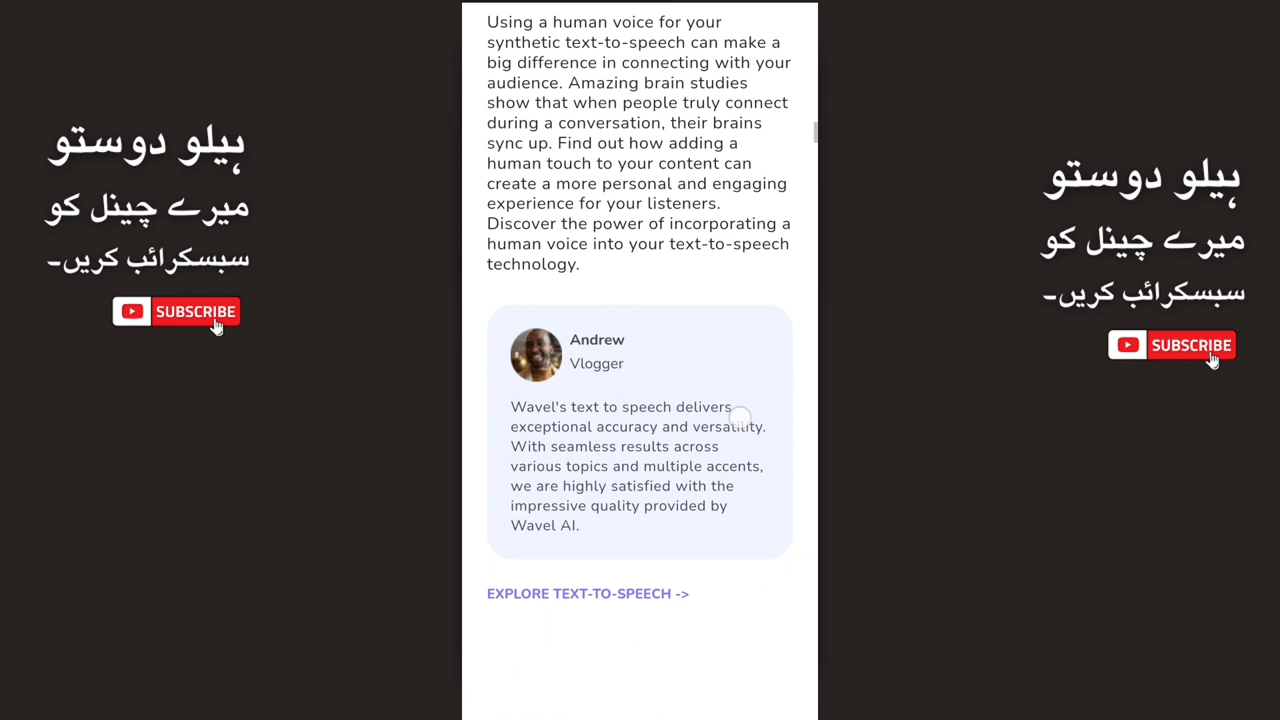 ہیلو دوستو
میرے چینل کو
سبسکرائب کریں۔
SUBSCRIBE
Using a human voice for your
synthetic text-to-speech can make a
big difference in connecting with your
audience. Amazing brain studies
show that when people truly connect
during a conversation, their brains
sync up. Find out how adding a
human touch to your content can
create a more personal and engaging
experience for your listeners.
Discover the power of incorporating a
human voice into your text-to-speech
technology.
Andrew
Vlogger
Wavel's text to speech delivers
exceptional accuracy and versatility.
With seamless results across
various topics and multiple accents,
we are highly satisfied with the
impressive quality provided by
Wavel AI.
EXPLORE TEXT-TO-SPEECH ->
ہیلو دوستو
میرے چینل کو
سبسکرائب کریں۔
SUBSCRIBE